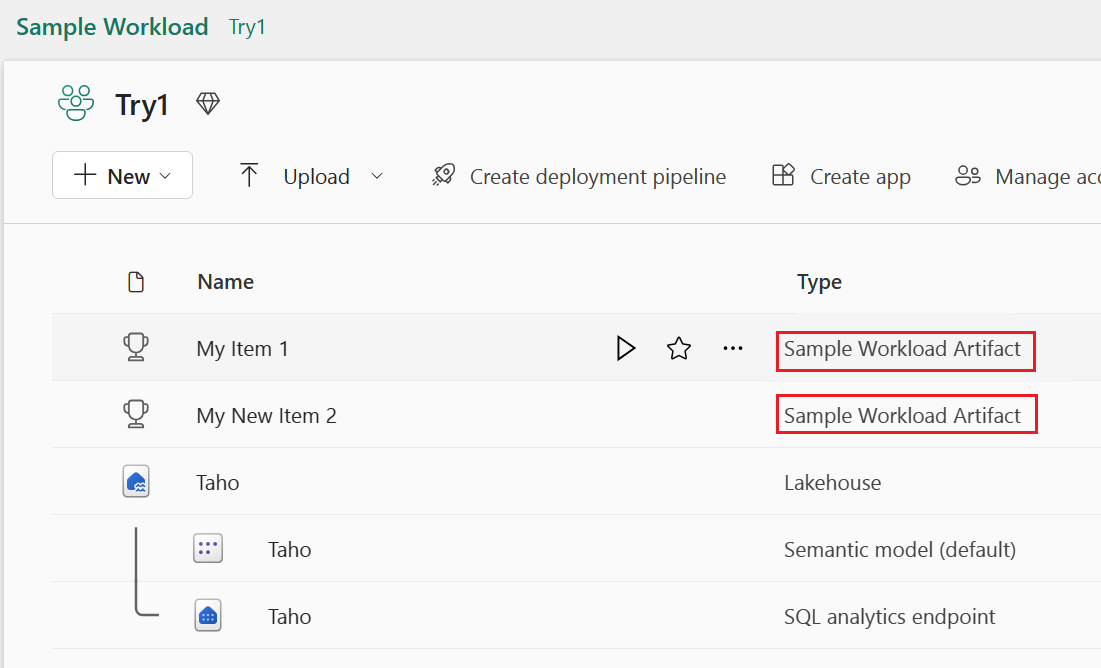 Sample Workload Try1
Try1
New Upload Create deployment pipeline Create app Manage
Name Type
My Item 1 Sample Workload Artifact
My New Item 2 Sample Workload Artifact
Taho Lakehouse
Taho Semantic model (default)
Taho SQL analytics endpoint